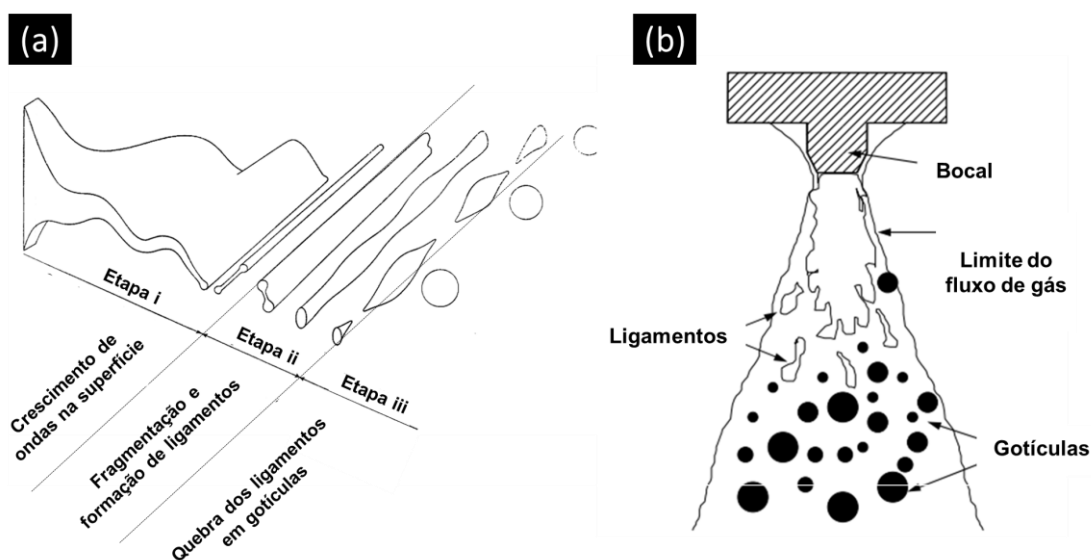 (a)
Etapa i
Etapa ii
Etapa iii
Crescimento de
ondas na superfície
Fragmentação e
formação de ligamentos
Quebra dos ligamentos
em gotículas
(b)
Bocal
Limite do
fluxo de gás
Ligamentos
Gotículas